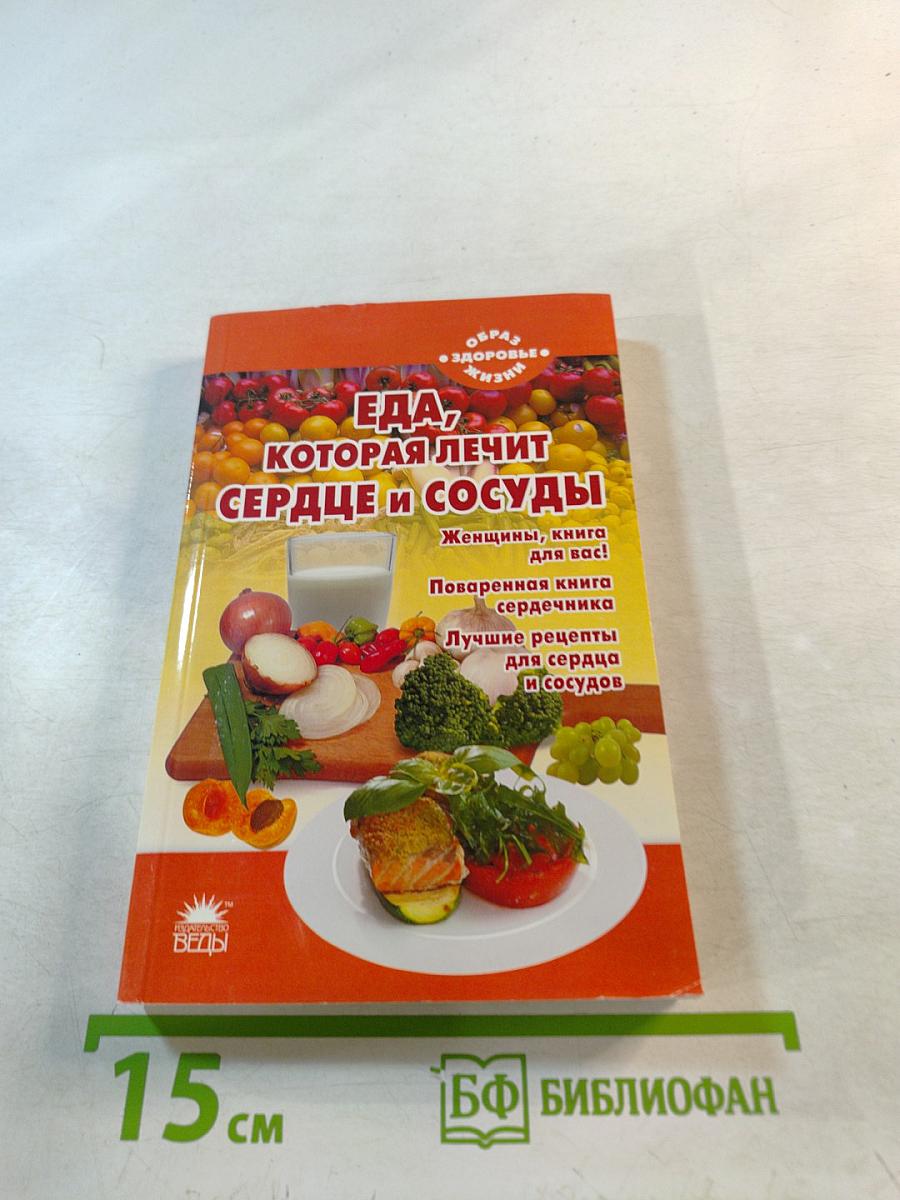 ОБРАЗ
• ЗДОРОВЬЕ •
ЖИЗНИ
ЕДА,
КОТОРАЯ ЛЕЧИТ
СЕРДЦЕ и СОСУДЫ
Женщины, книга
для вас!
Поваренная книга
сердечника
Лучшие рецепты
для сердца
и сосудов
TM
ИЗДАТЕЛЬСТВО
ВЕДЫ
15 см
БФ БИБЛИОФАН